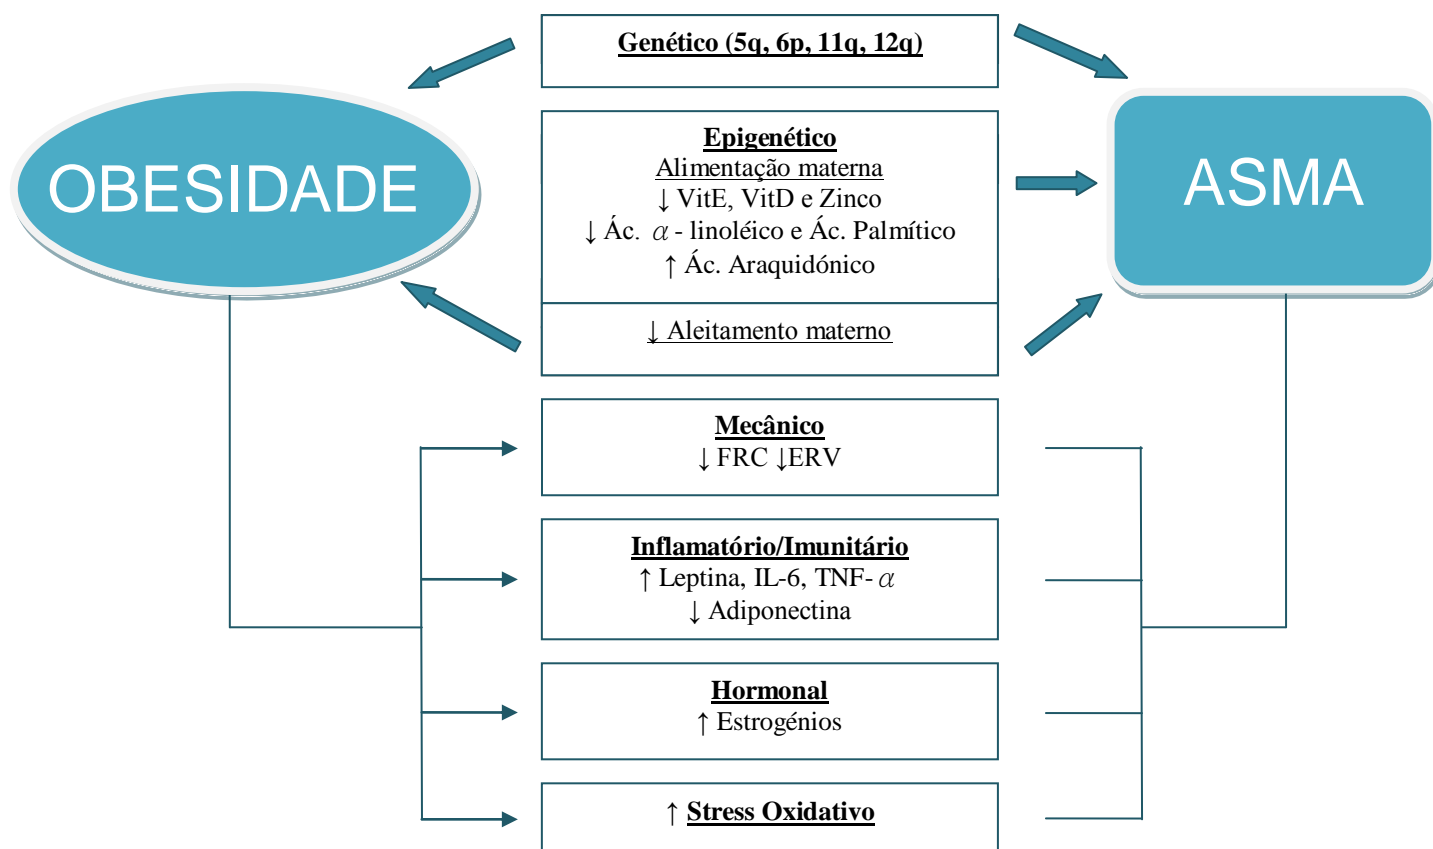 Genético (5q, 6p, 11q, 12q)
OBESIDADE
ASMA
Epigenético
Alimentação materna
↓ VitE, VitD e Zinco
↓ Ác. α - linoléico e Ác. Palmítico
↑ Ác. Araquidónico
↓ Aleitamento materno
Mecânico
↓ FRC ↓ERV
Inflamatório/Imunitário
↑ Leptina, IL-6, TNF- α
↓ Adiponectina
Hormonal
↑ Estrogénios
↑ Stress Oxidativo